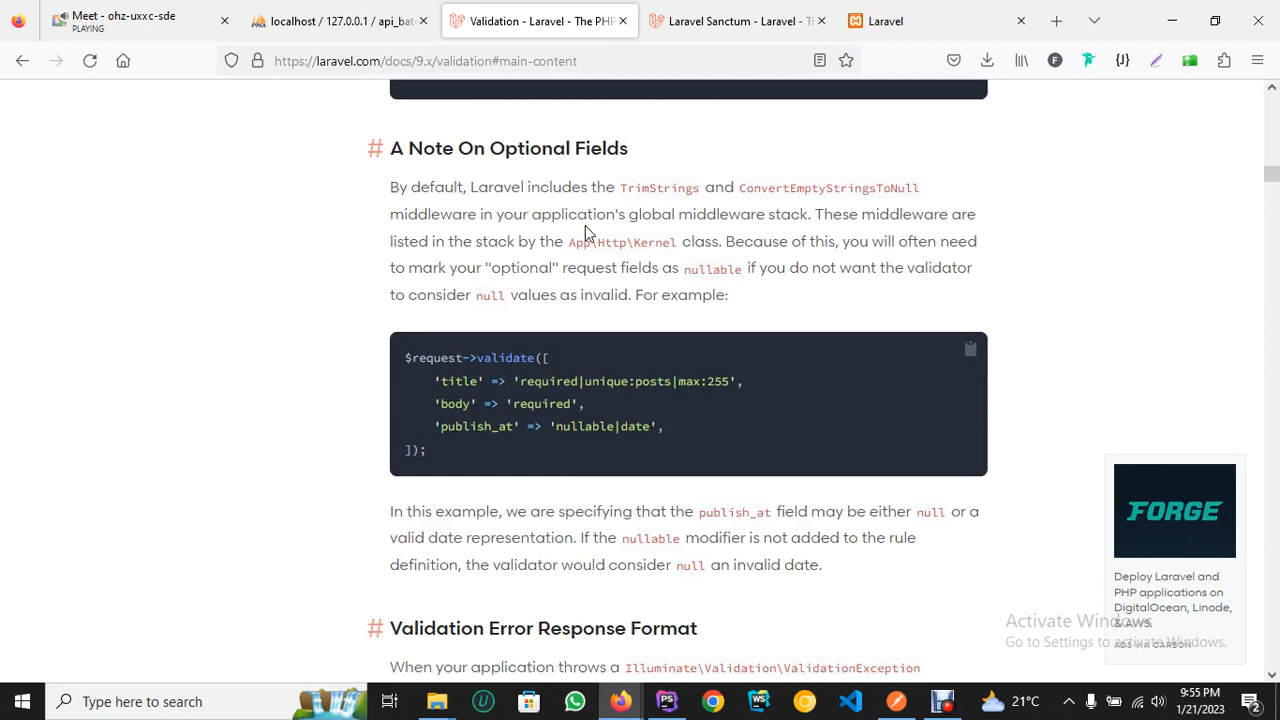 Meet - ohz-uxxc-sde
PLAYING
localhost / 127.0.0.1 / api_bat
Validation - Laravel - The PHP
Laravel Sanctum - Laravel - Th
Laravel
https://laravel.com/docs/9.x/validation#main-content
# A Note On Optional Fields
By default, Laravel includes the TrimStrings and ConvertEmptyStringsToNull
middleware in your application's global middleware stack. These middleware are
listed in the stack by the App\Http\Kernel class. Because of this, you will often need
to mark your "optional" request fields as nullable if you do not want the validator
to consider null values as invalid. For example:
$request->validate([
'title' => 'required|unique:posts|max:255',
'body' => 'required',
'publish_at' => 'nullable|date',
]);
In this example, we are specifying that the publish_at field may be either null or a
valid date representation. If the nullable modifier is not added to the rule
definition, the validator would consider null an invalid date.
FORGE
Deploy Laravel and
PHP applications on
DigitalOcean, Linode,
& AWS.
ADS VIA CARBON
Activate Windows
Go to Settings to activate Windows.
# Validation Error Response Format
When your application throws a Illuminate\Validation\ValidationException
Type here to search
21°C
9:55 PM
1/21/2023
2